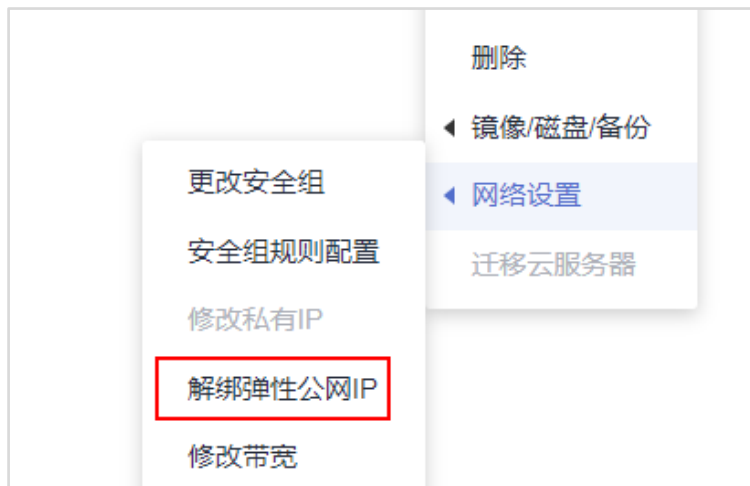 删除
镜像/磁盘/备份
网络设置
迁移云服务器
更改安全组
安全组规则配置
修改私有IP
解绑弹性公网IP
修改带宽